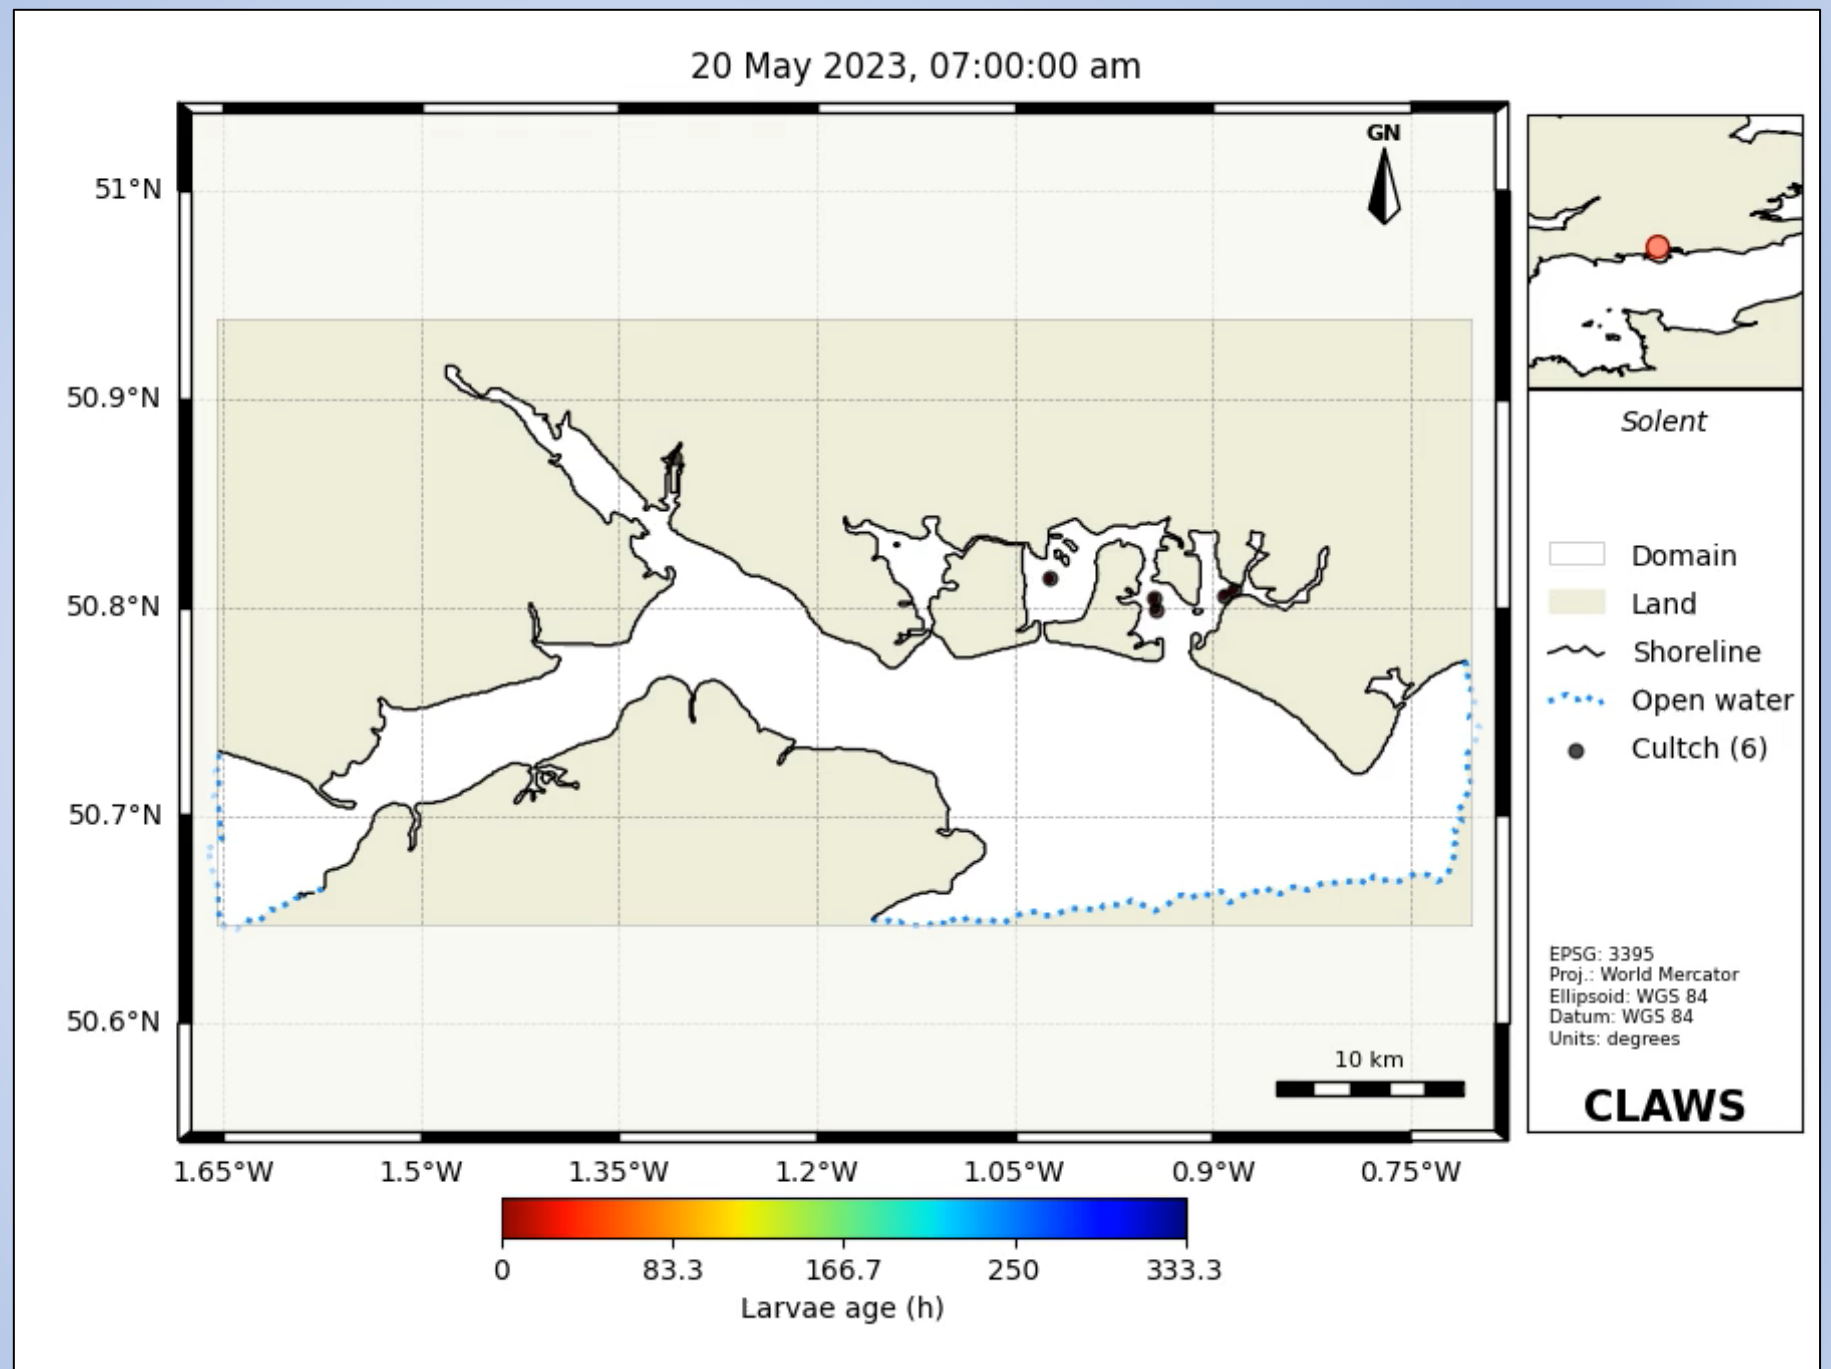 20 May 2023, 07:00:00 am
GN
51°N
50.9°N
50.8°N
50.7°N
50.6°N
10 km
1.65°W 1.5°W 1.35°W 1.2°W 1.05°W 0.9°W 0.75°W
0 83.3 166.7 250 333.3
Larvae age (h)
Solent
Domain
Land
Shoreline
Open water
Cultch (6)
EPSG: 3395
Proj.: World Mercator
Ellipsoid: WGS 84
Datum: WGS 84
Units: degrees
CLAWS